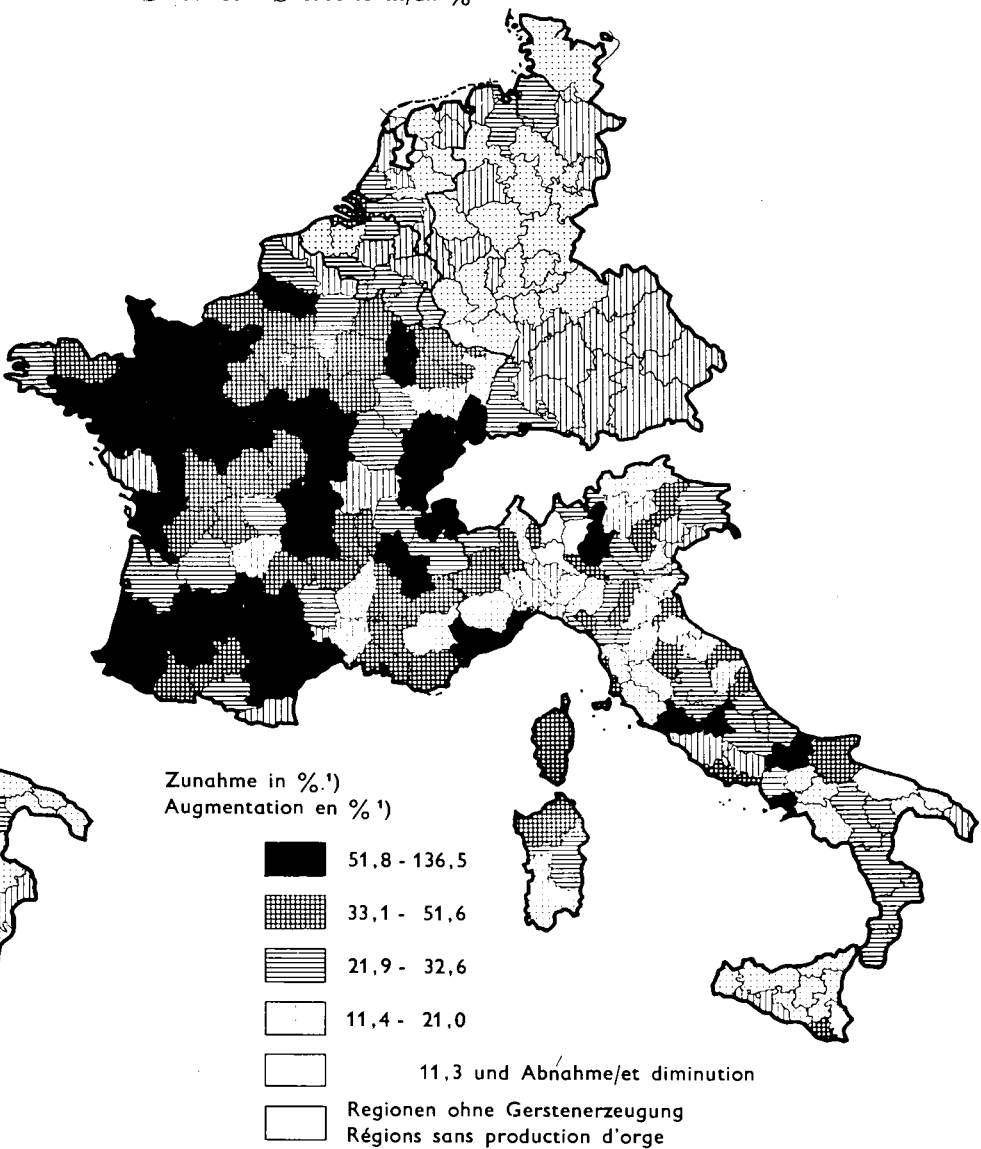 Zunahme in %.¹)
Augmentation en %¹)
51,8 - 136,5
33,1 - 51,6
21,9 - 32,6
11,4 - 21,0
11,3 und Abnahme/et diminution
Regionen ohne Gerstenerzeugung
Régions sans production d'orge